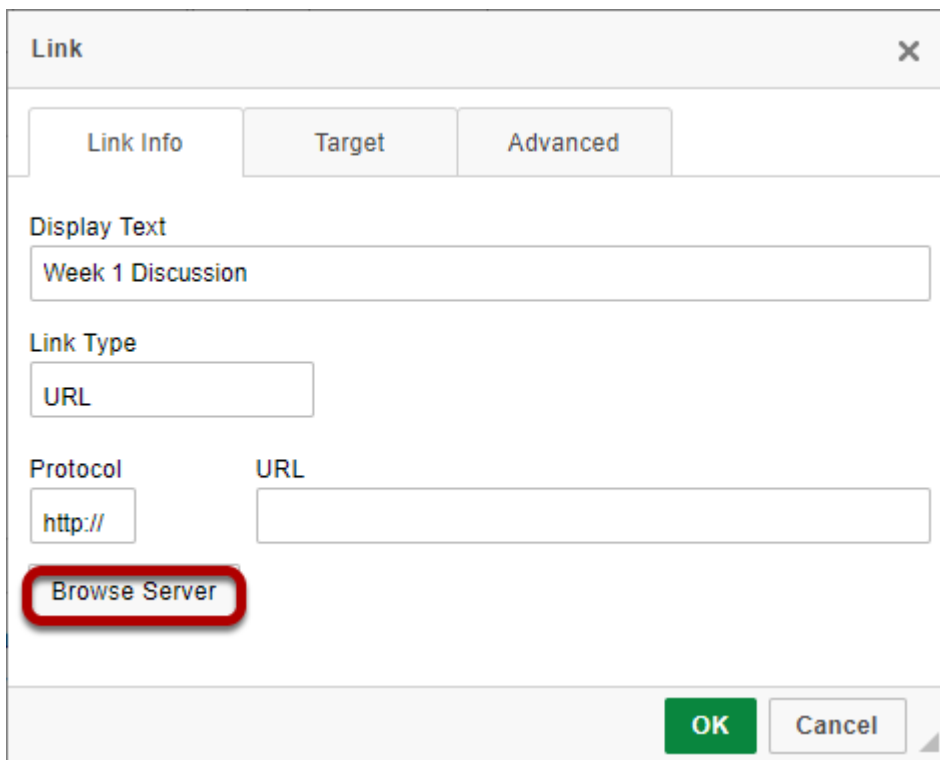 Link
Link Info Target Advanced
Display Text
Week 1 Discussion
Link Type
URL
Protocol URL
http://
Browse Server
OK Cancel